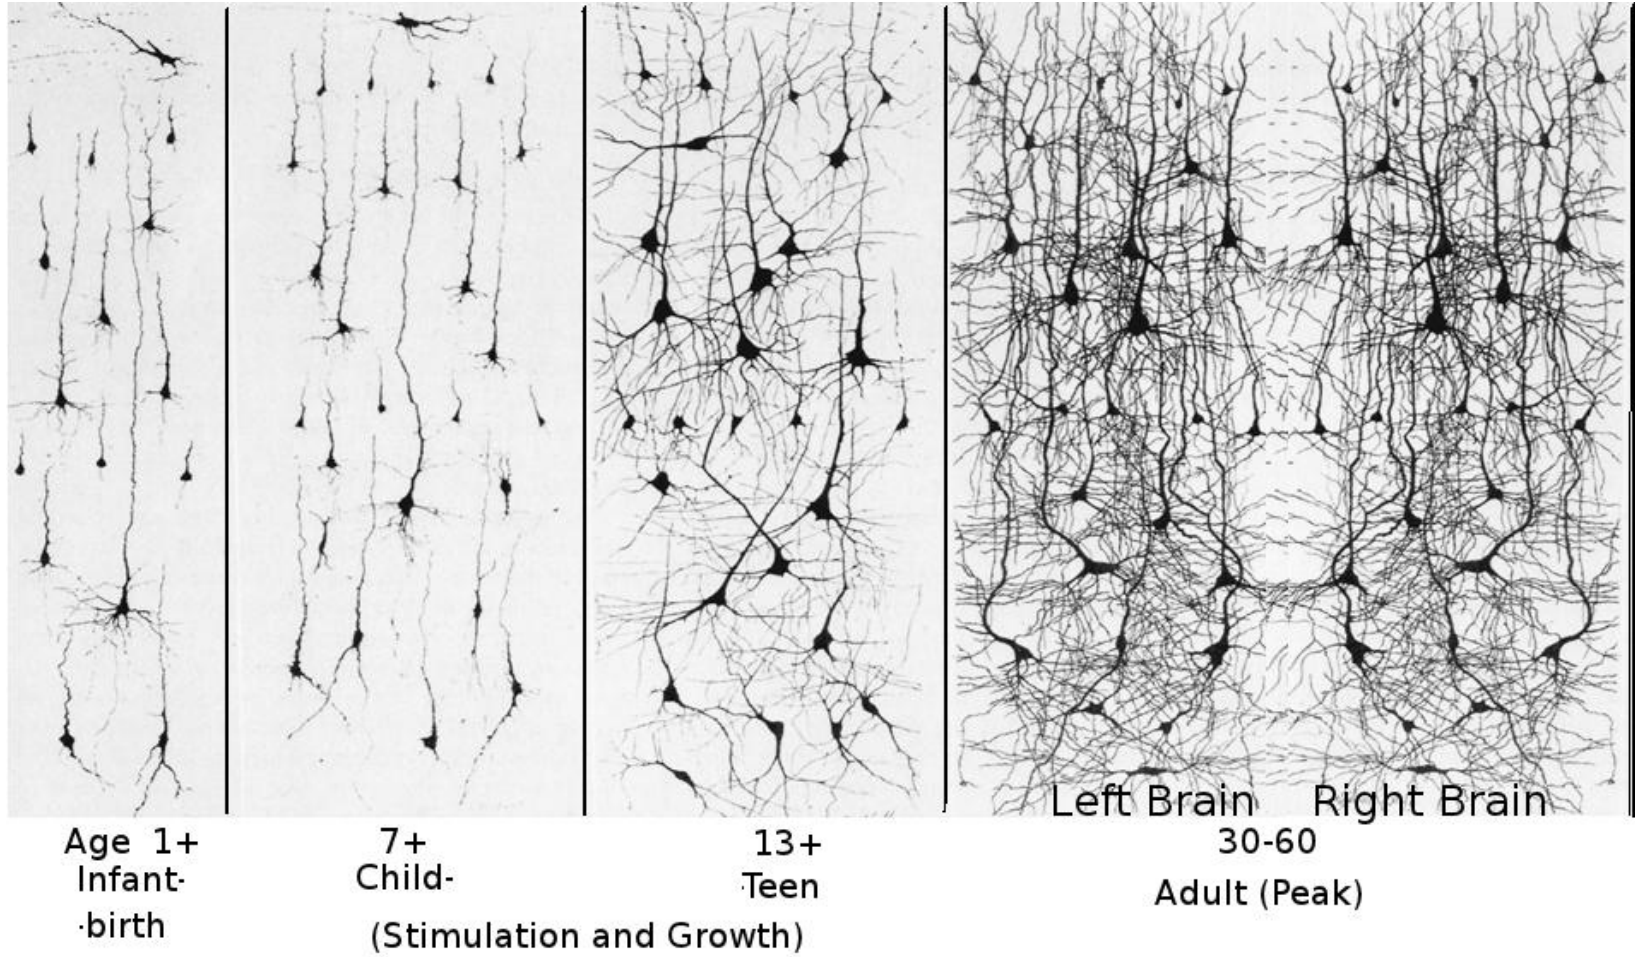 Left Brain Right Brain
Age 1+ 7+ 13+ 30-60
Infant- Child- Teen Adult (Peak)
birth
(Stimulation and Growth)